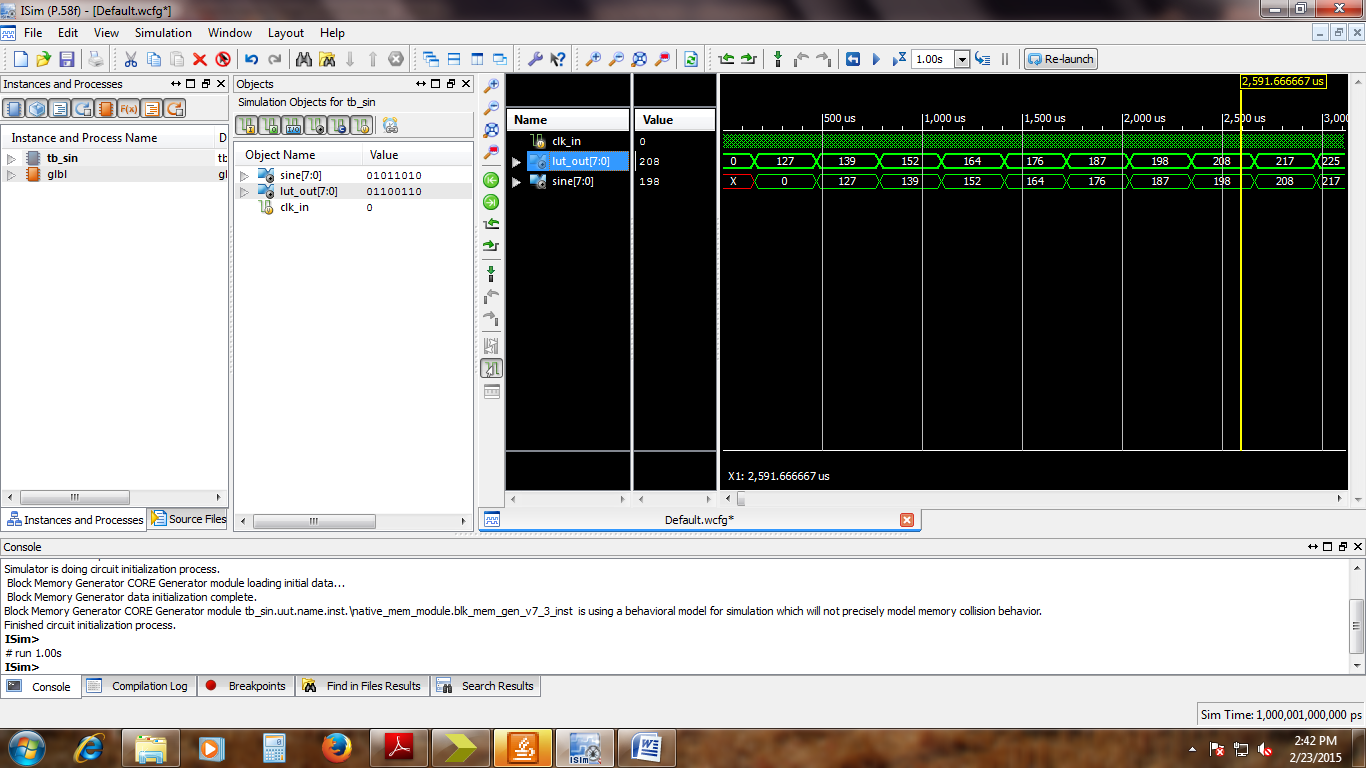 ISim (P.58f) - [Default.wcfg*]
File Edit View Simulation Window Layout Help
1.00s Re-launch
Instances and Processes
Instance and Process Name D
tb_sin tb
glbl gl
Instances and Processes Source Files
Objects
Simulation Objects for tb_sin
Object Name Value
sine[7:0] 01011010
lut_out[7:0] 01100110
clk_in 0
Name Value
clk_in 0
lut_out[7:0] 208
sine[7:0] 198
2,591.666667 us
500 us 1,000 us 1,500 us 2,000 us 2,500 us 3,000
0 127 139 152 164 176 187 198 208 217 225
X 0 127 139 152 164 176 187 198 208 217
X1: 2,591.666667 us
Default.wcfg*
Console
Simulator is doing circuit initialization process.
Block Memory Generator CORE Generator module loading initial data...
Block Memory Generator data initialization complete.
Block Memory Generator CORE Generator module tb_sin.uut.name.inst.\native_mem_module.blk_mem_gen_v7_3_inst is using a behavioral model for simulation which will not precisely model memory collision behavior.
Finished circuit initialization process.
ISim>
# run 1.00s
ISim>
Console Compilation Log Breakpoints Find in Files Results Search Results
Sim Time: 1,000,001,000,000 ps
2:42 PM
2/23/2015